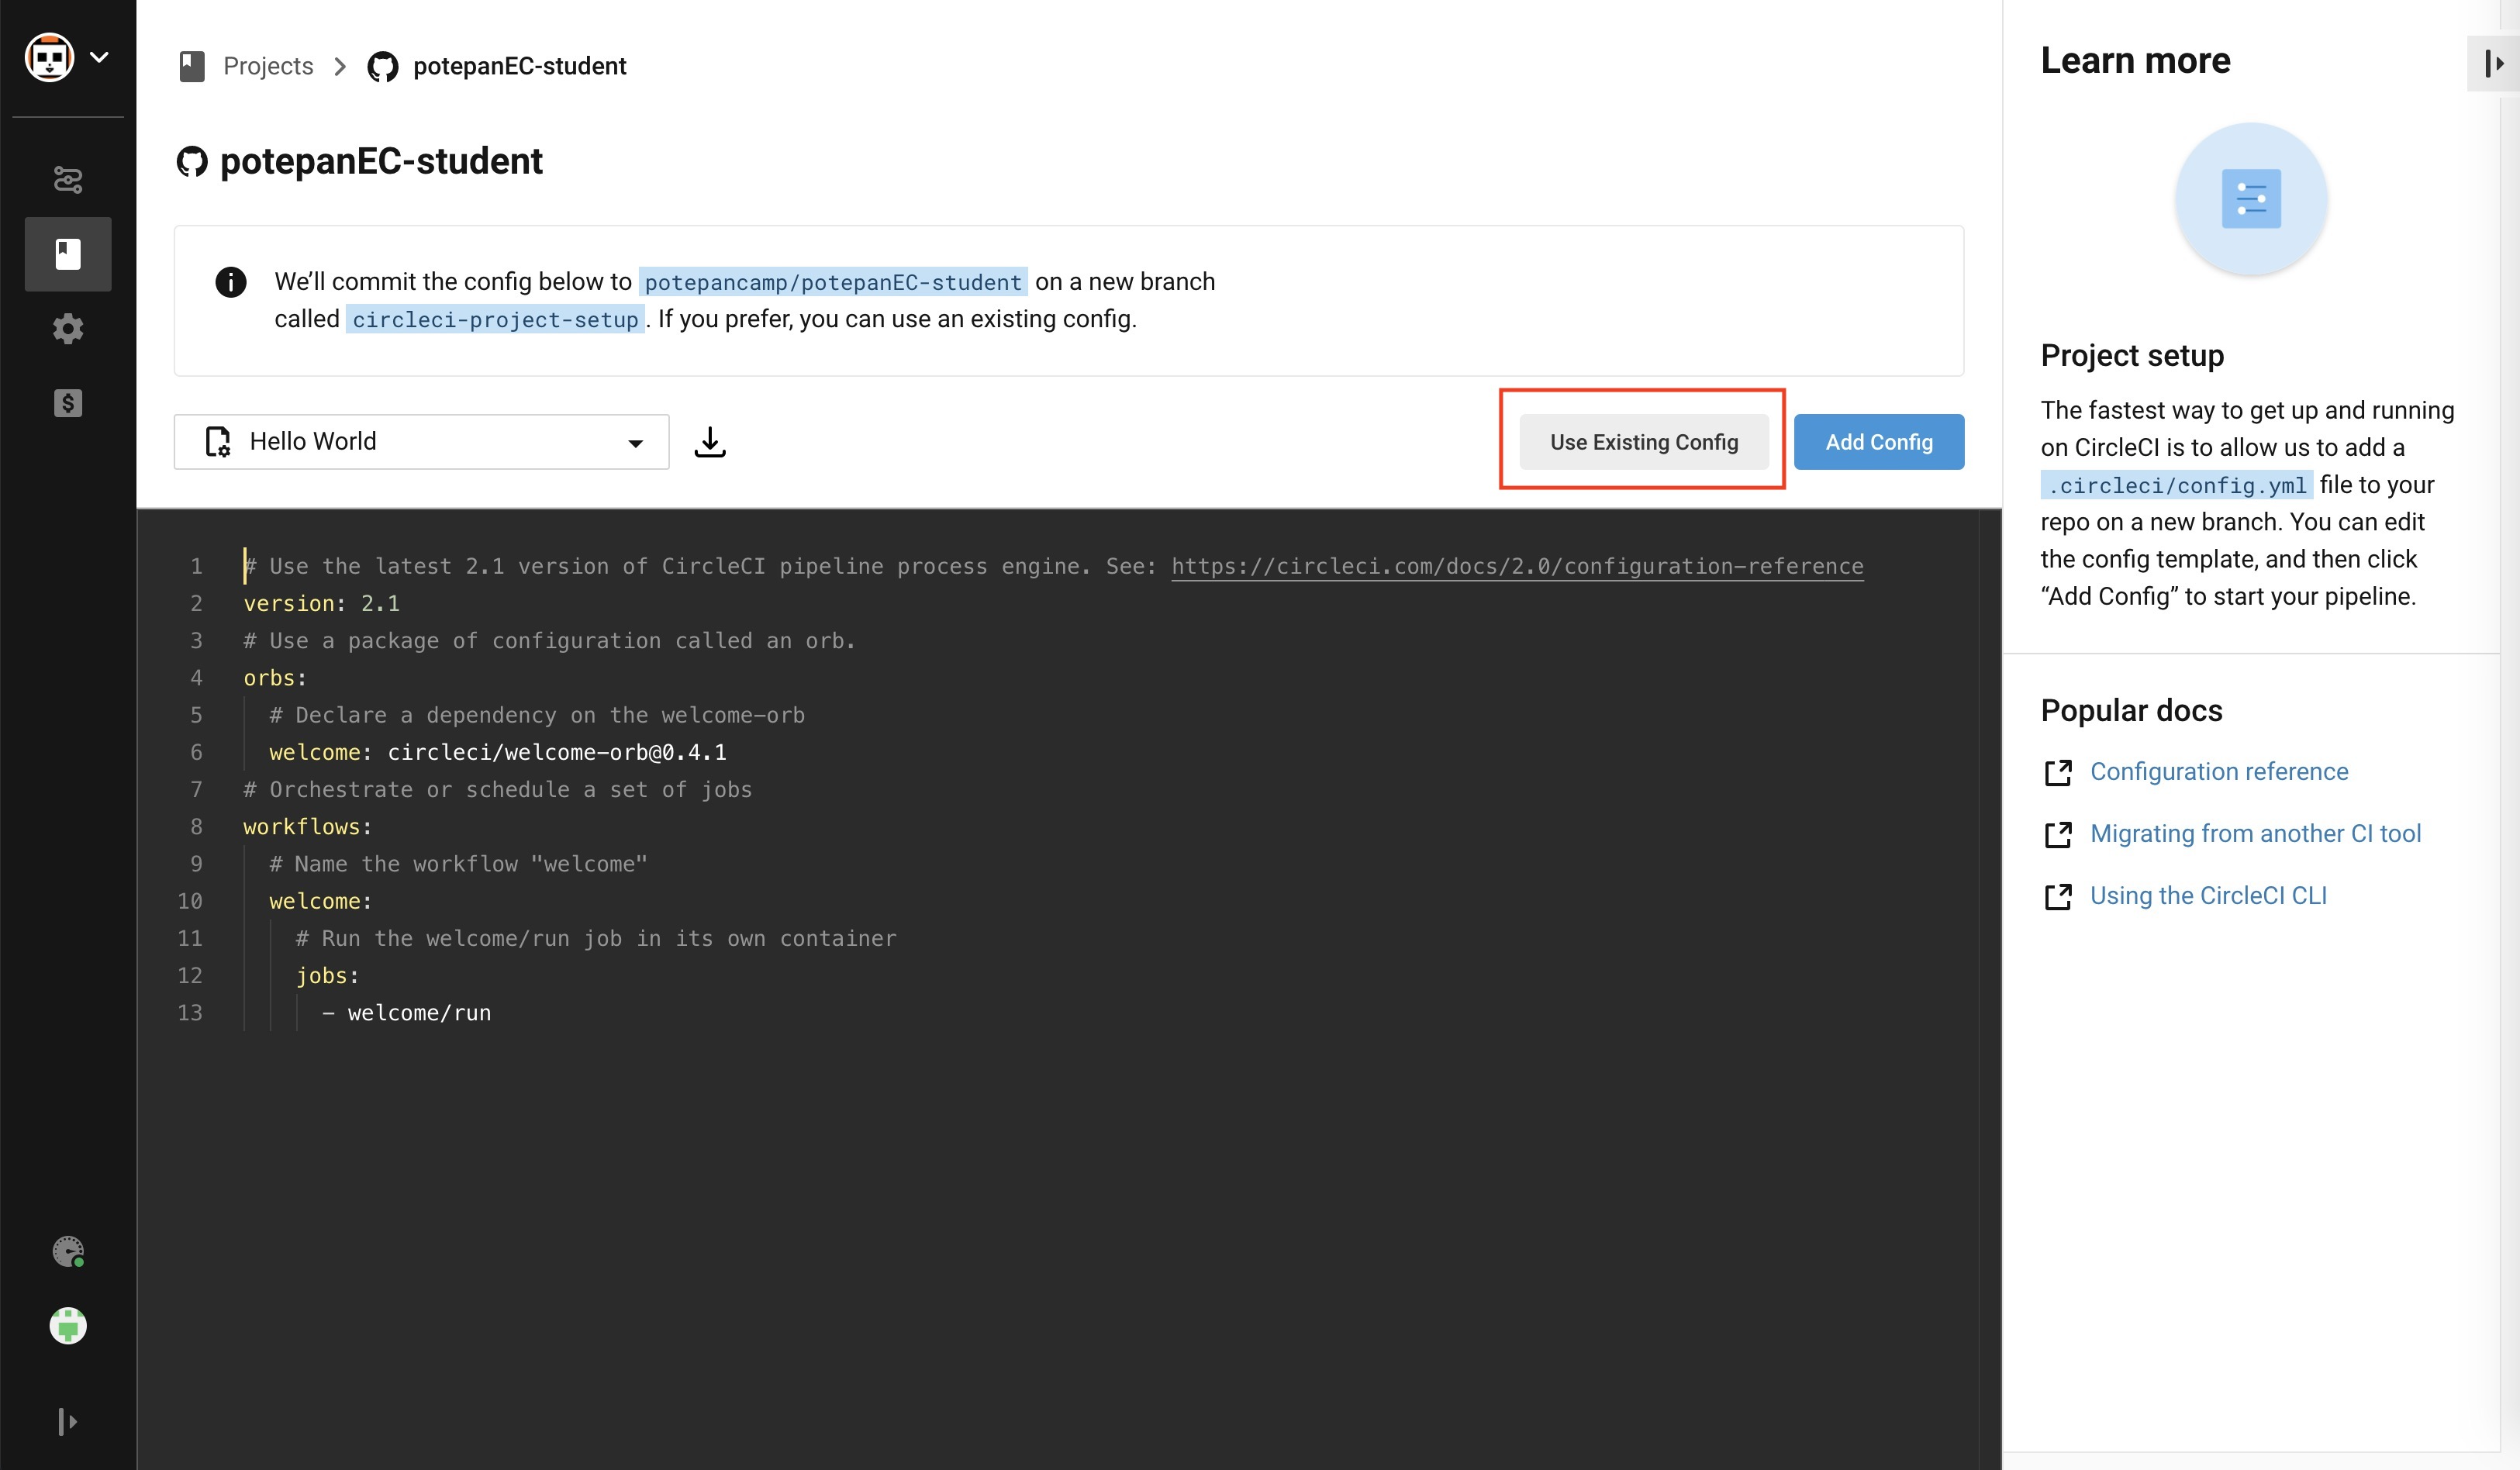 Projects > potepanEC-student
potepanEC-student
We’ll commit the config below to potepancamp/potepanEC-student on a new branch
called circleci-project-setup . If you prefer, you can use an existing config.
Hello World
Use Existing Config
Add Config
1 # Use the latest 2.1 version of CircleCI pipeline process engine. See: https://circleci.com/docs/2.0/configuration-reference
2 version: 2.1
3 # Use a package of configuration called an orb.
4 orbs:
5   # Declare a dependency on the welcome-orb
6   welcome: circleci/welcome-orb@0.4.1
7 # Orchestrate or schedule a set of jobs
8 workflows:
9   # Name the workflow "welcome"
10   welcome:
11     # Run the welcome/run job in its own container
12     jobs:
13       - welcome/run
Learn more
Project setup
The fastest way to get up and running
on CircleCI is to allow us to add a
.circleci/config.yml file to your
repo on a new branch. You can edit
the config template, and then click
“Add Config” to start your pipeline.
Popular docs
Configuration reference
Migrating from another CI tool
Using the CircleCI CLI